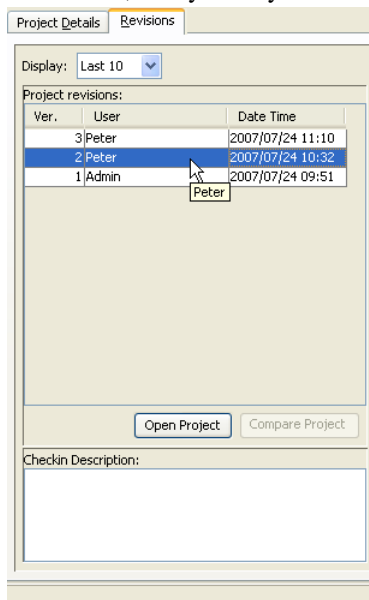 Project Details Revisions
Display: Last 10
Project revisions:
Ver. User Date Time
3 Peter 2007/07/24 11:10
2 Peter 2007/07/24 10:32
1 Admin 2007/07/24 09:51
Peter
Open Project Compare Project
Checkin Description: